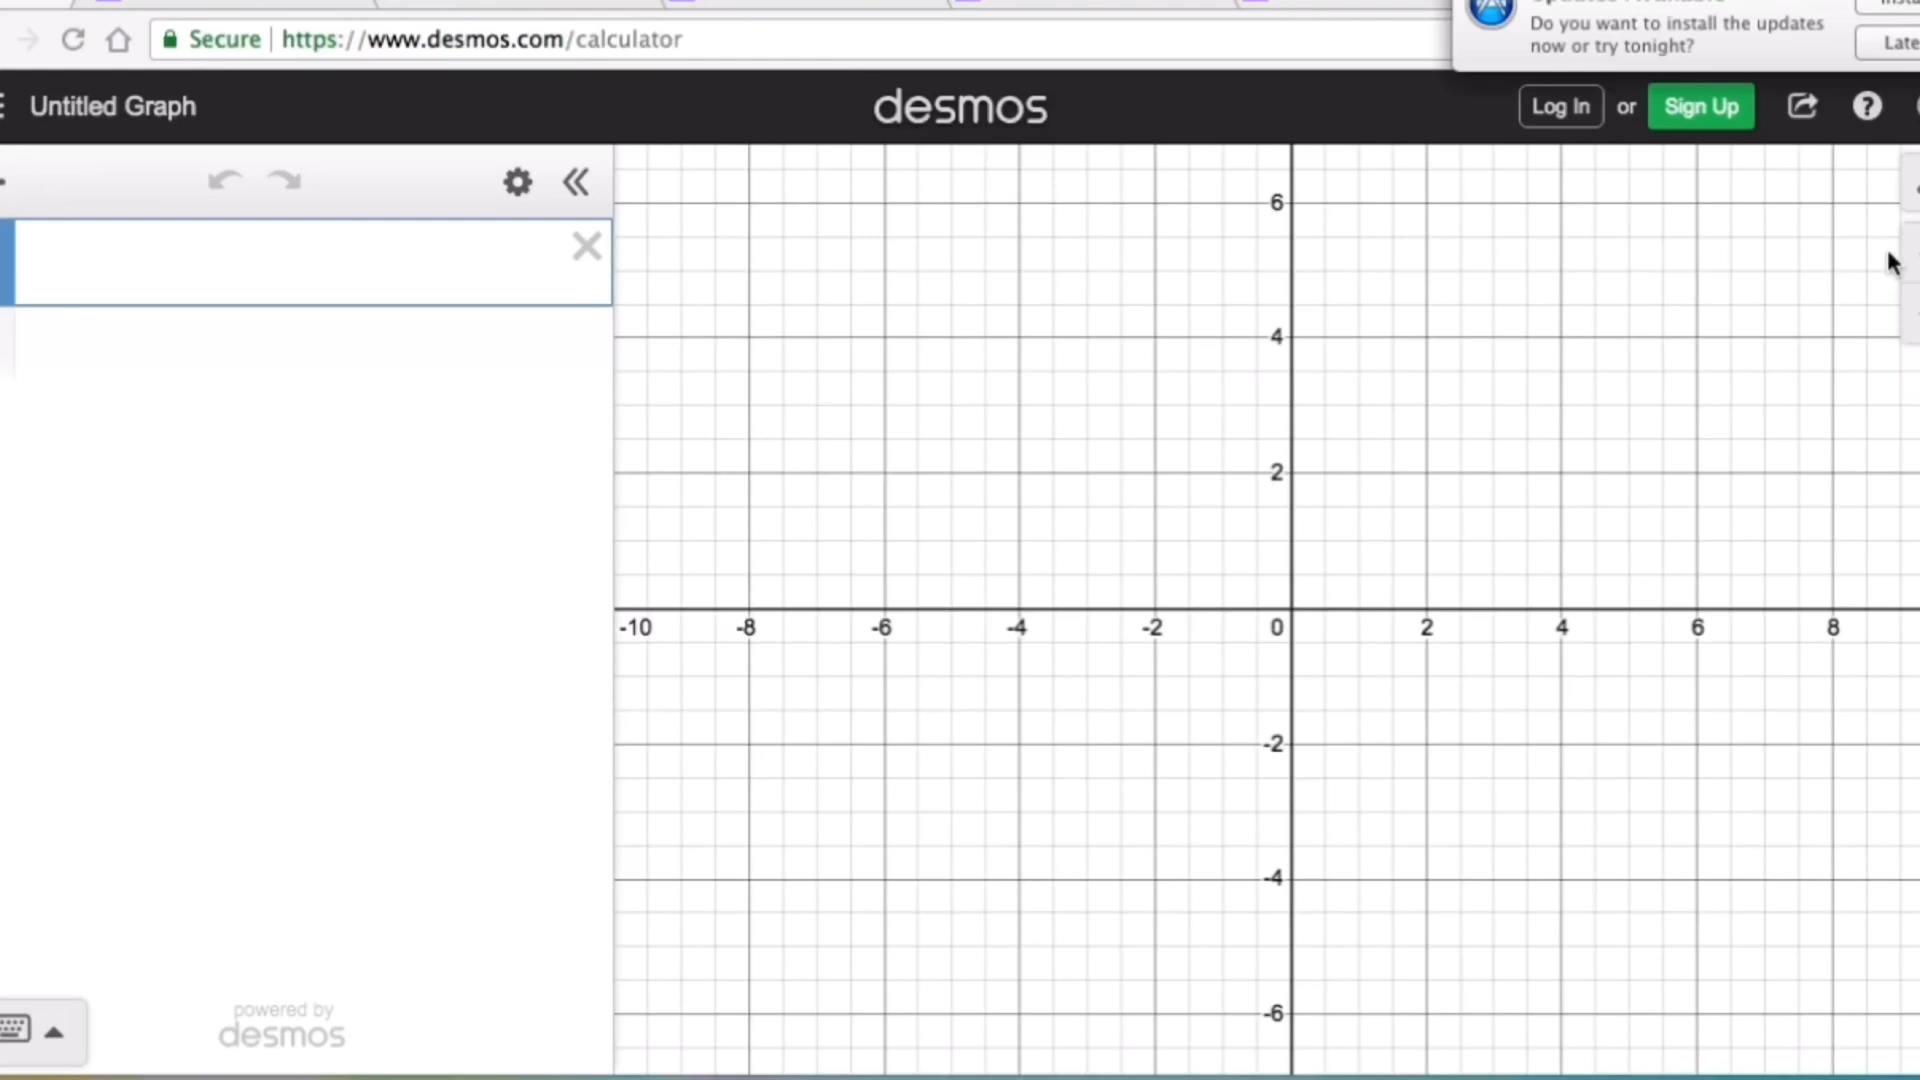 Secure | https://www.desmos.com/calculator
Do you want to install the updates
now or try tonight?
Untitled Graph
desmos
Log In or Sign Up
6
4
2
-10 -8 -6 -4 -2 0 2 4 6 8
-2
-4
-6
powered by
desmos